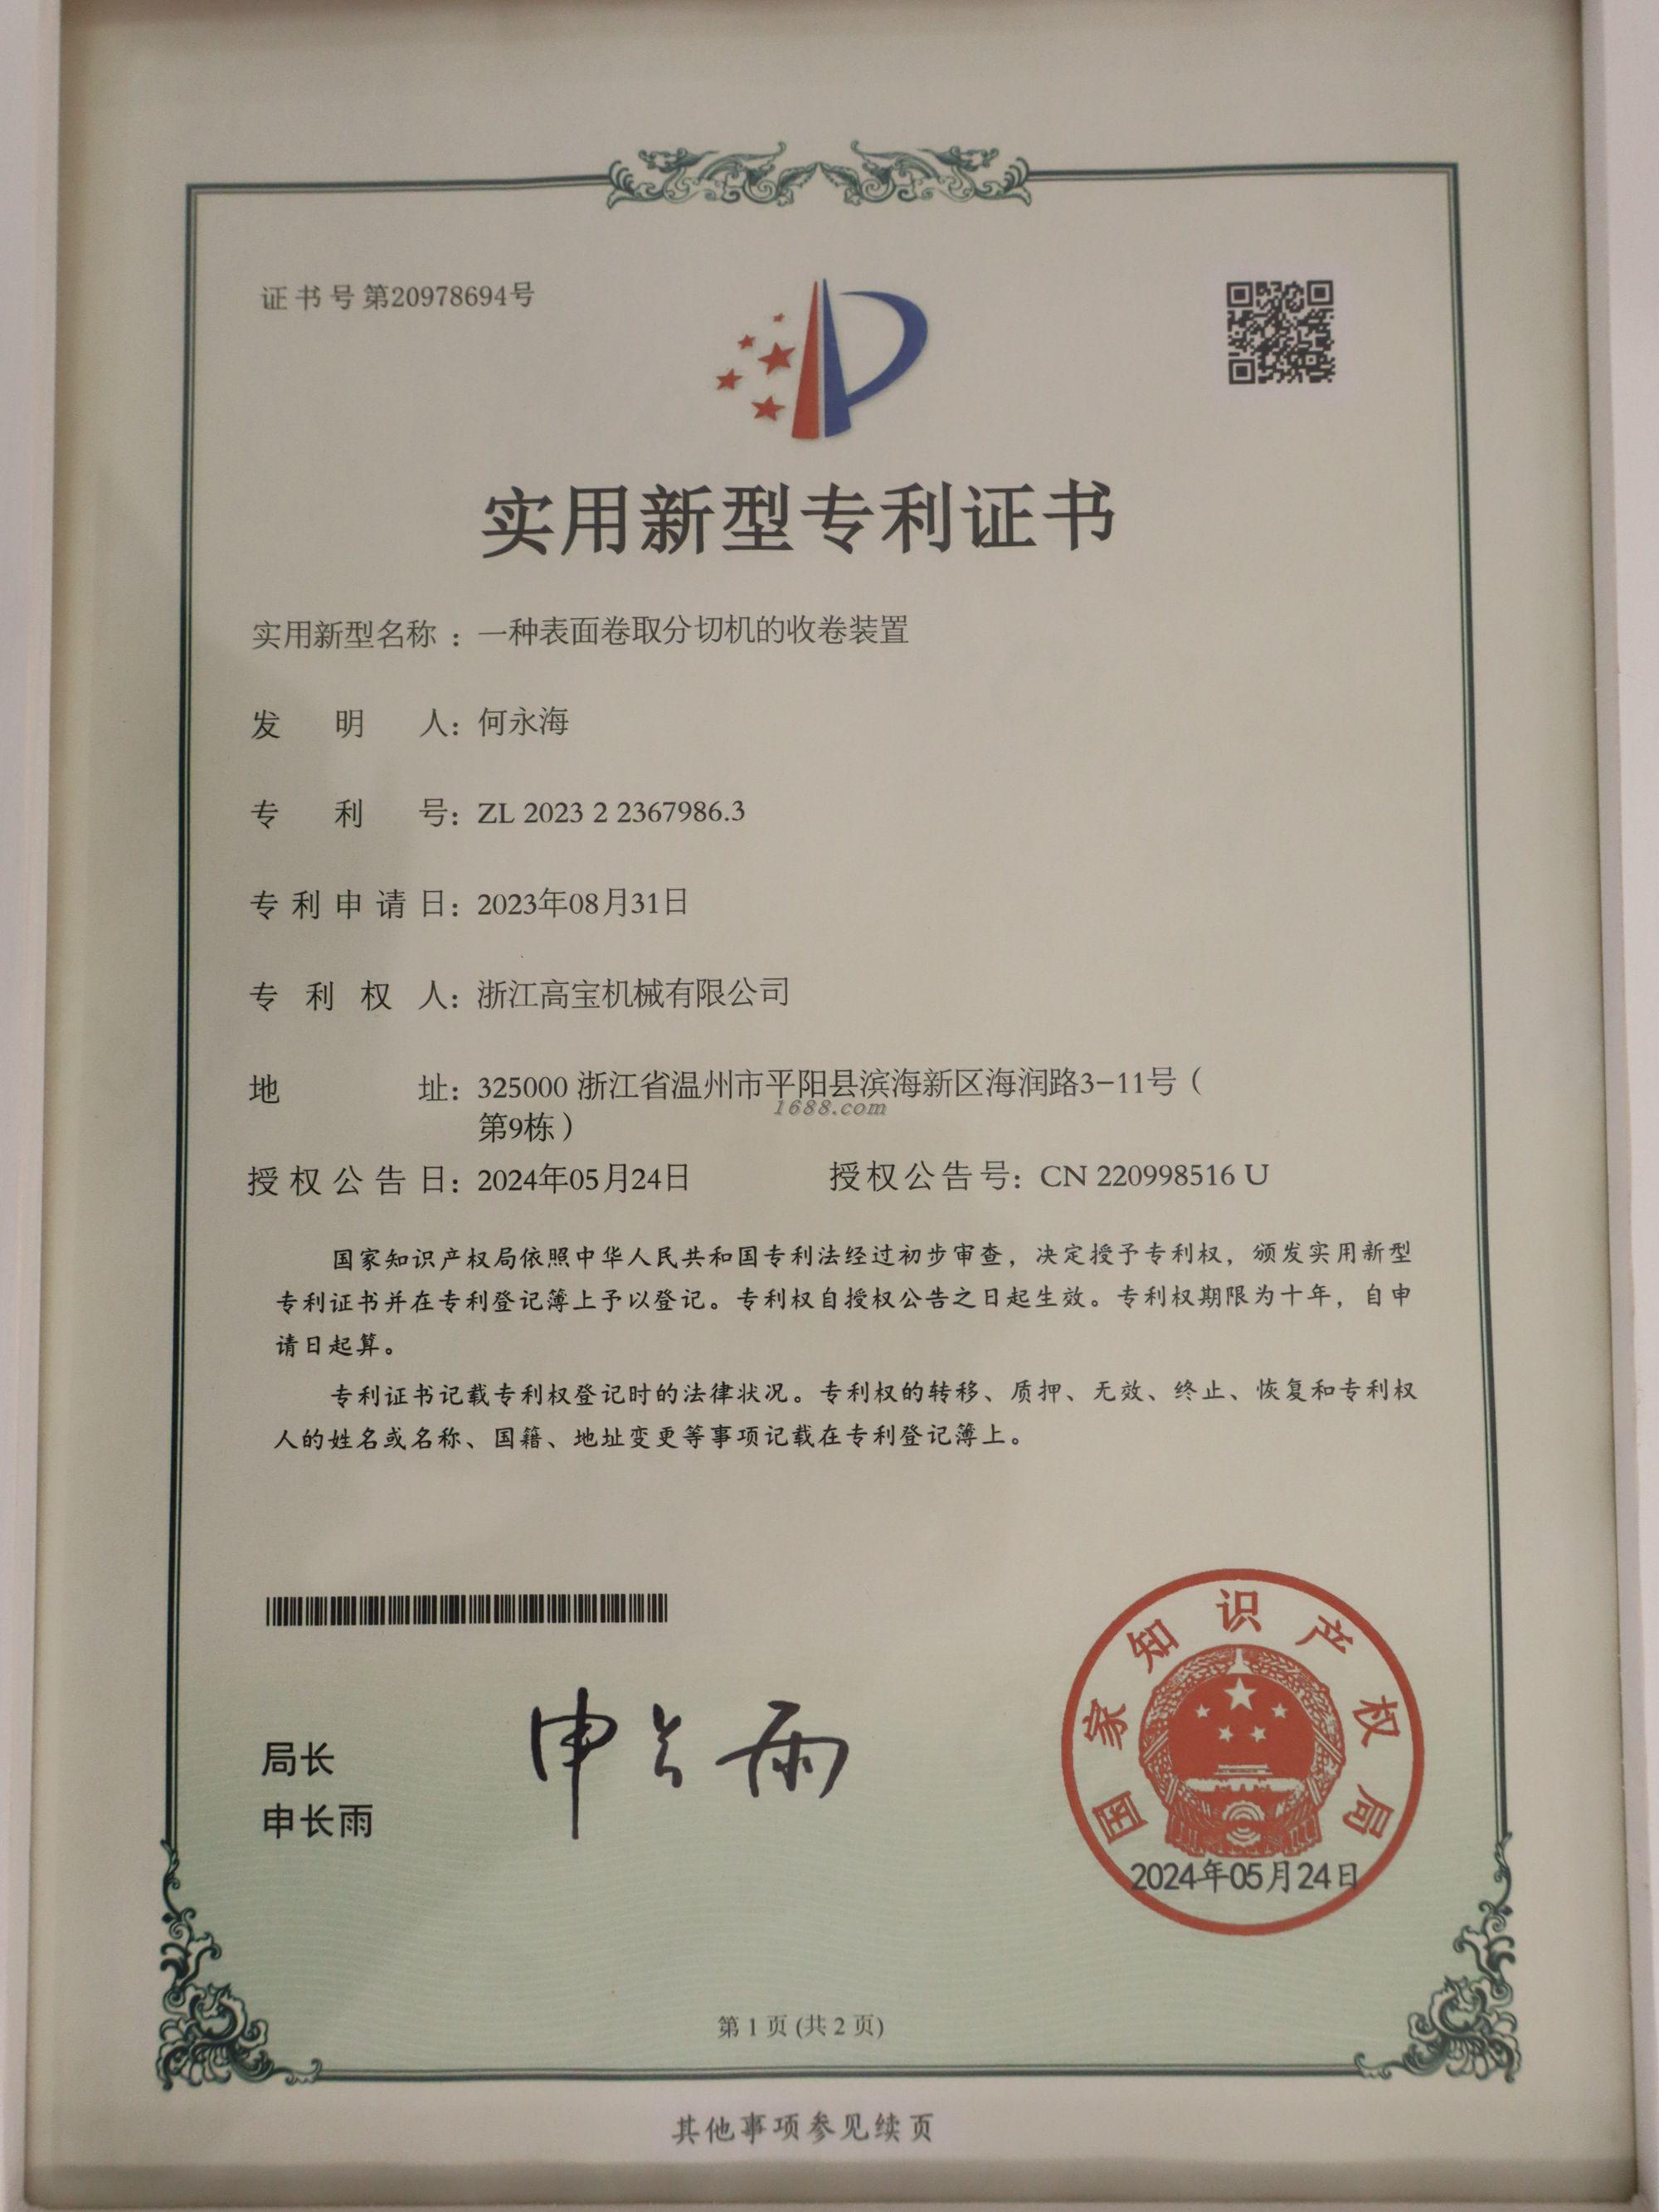 证书号第20978694号
实用新型专利证书
实用新型名称：一种表面卷取分切机的收卷装置
发明人：何永海
专利号：ZL 2023 2 2367986.3
专利申请日：2023年08月31日
专利权人：浙江高宝机械有限公司
地址：325000 浙江省温州市平阳县滨海新区海润路3-11号（
第9栋）
1688.com
授权公告日：2024年05月24日 授权公告号：CN 220998516 U
国家知识产权局依照中华人民共和国专利法经过初步审查，决定授予专利权，颁发实用新型
专利证书并在专利登记簿上予以登记。专利权自授权公告之日起生效。专利权期限为十年，自申
请日起算。
专利证书记载专利权登记时的法律状况。专利权的转移、质押、无效、终止、恢复和专利权
人的姓名或名称、国籍、地址变更等事项记载在专利登记簿上。
局长
申长雨
申长雨
国家知识产权局
2024年05月24日
第 1 页 (共 2 页)
其他事项参见续页